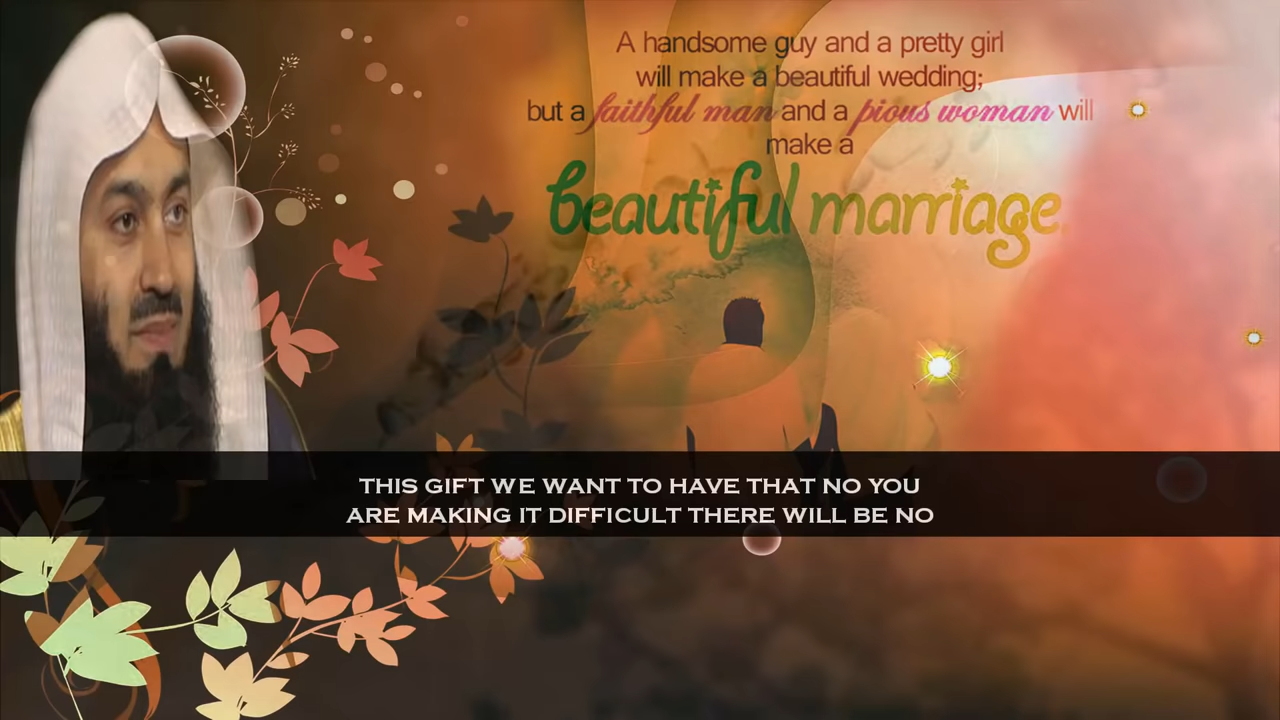 A handsome guy and a pretty girl
will make a beautiful wedding;
but a faithful man and a pious woman will
make a
beautiful marriage.
THIS GIFT WE WANT TO HAVE THAT NO YOU
ARE MAKING IT DIFFICULT THERE WILL BE NO